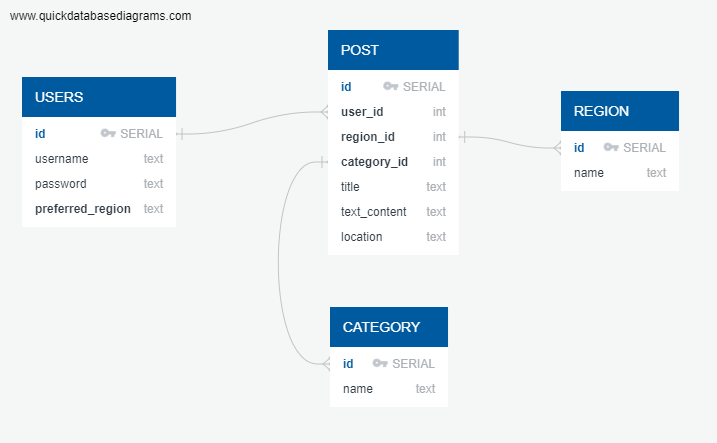 www.quickdatabasediagrams.com
USERS
id SERIAL
username text
password text
preferred_region text
POST
id SERIAL
user_id int
region_id int
category_id int
title text
text_content text
location text
REGION
id SERIAL
name text
CATEGORY
id SERIAL
name text